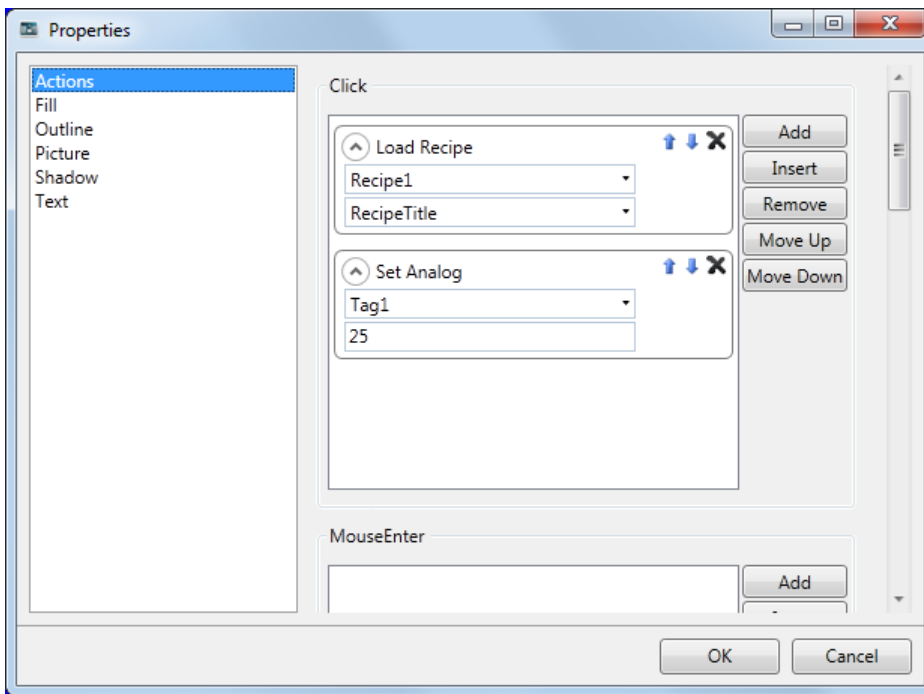 Properties
Actions
Fill
Outline
Picture
Shadow
Text
Click
Load Recipe
Recipe1
RecipeTitle
Set Analog
Tag1
25
Add
Insert
Remove
Move Up
Move Down
MouseEnter
Add
OK
Cancel